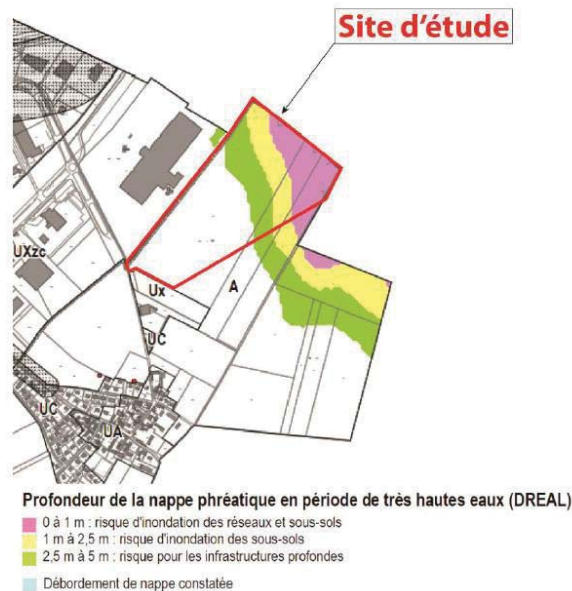 Site d'étude
UXzc
Ux
A
UC
UC
UA
Profondeur de la nappe phréatique en période de très hautes eaux (DREAL)
0 à 1 m : risque d'inondation des réseaux et sous-sols
1 m à 2,5 m : risque d'inondation des sous-sols
2,5 m à 5 m : risque pour les infrastructures profondes
Débordement de nappe constatée